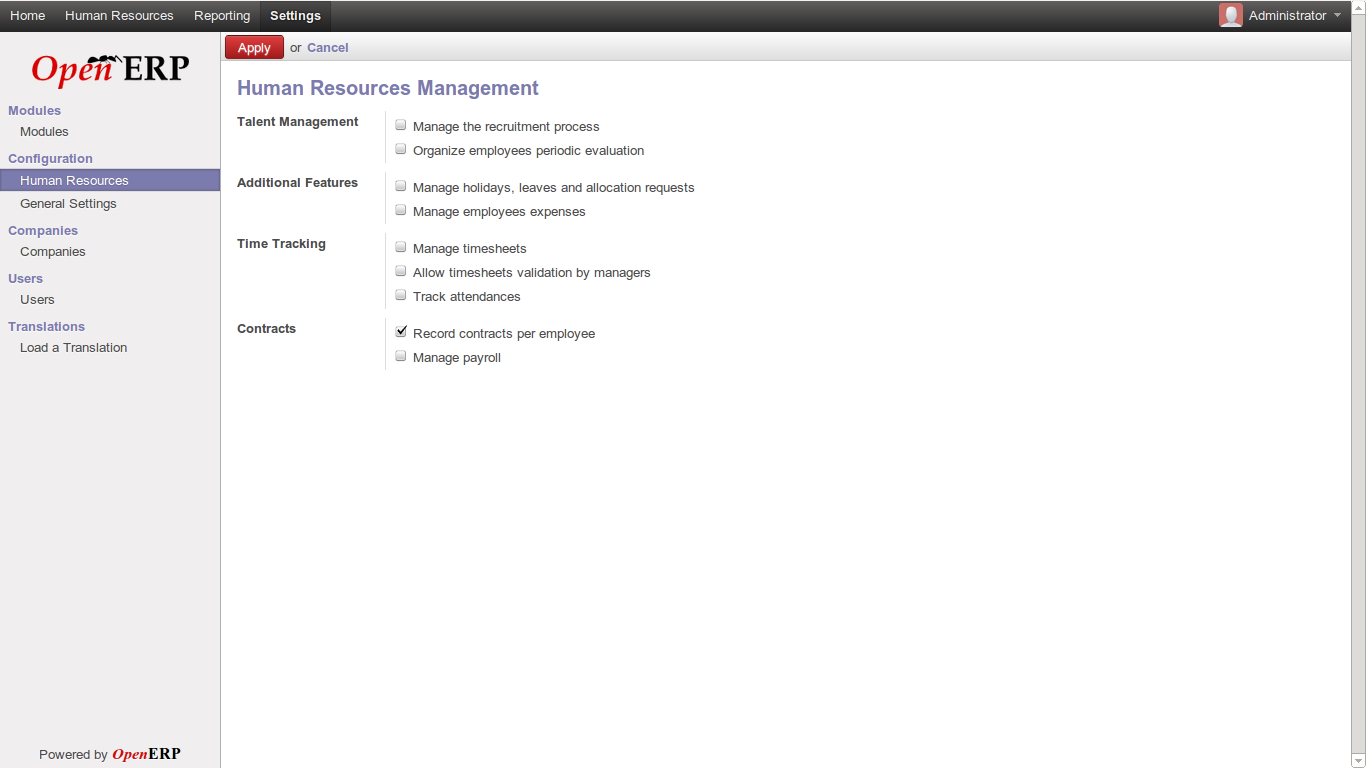 Home Human Resources Reporting Settings Administrator
OpenERP
Modules
Modules
Configuration
Human Resources
General Settings
Companies
Companies
Users
Users
Translations
Load a Translation
Powered by OpenERP
Apply or Cancel
Human Resources Management
Talent Management
Manage the recruitment process
Organize employees periodic evaluation
Additional Features
Manage holidays, leaves and allocation requests
Manage employees expenses
Time Tracking
Manage timesheets
Allow timesheets validation by managers
Track attendances
Contracts
Record contracts per employee
Manage payroll